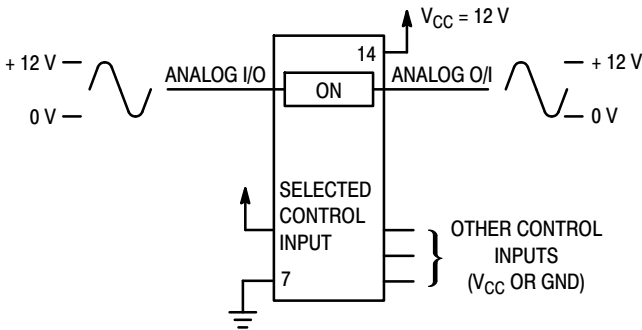 V_CC = 12 V
14
+ 12 V
0 V
ANALOG I/O
ON
ANALOG O/I
+ 12 V
0 V
SELECTED
CONTROL
INPUT
7
OTHER CONTROL
INPUTS
(V_CC OR GND)